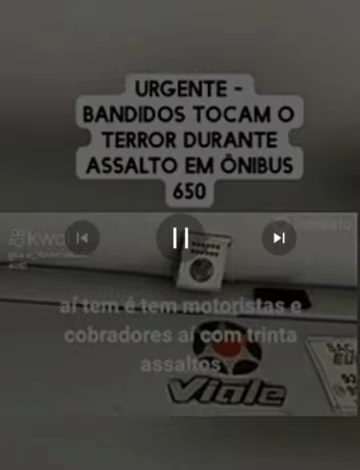 URGENTE -
BANDIDOS TOCAM O
TERROR DURANTE
ASSALTO EM ÔNIBUS
650
aí tem é tem motoristas e
cobradores aí com trinta
assaltos
Viale